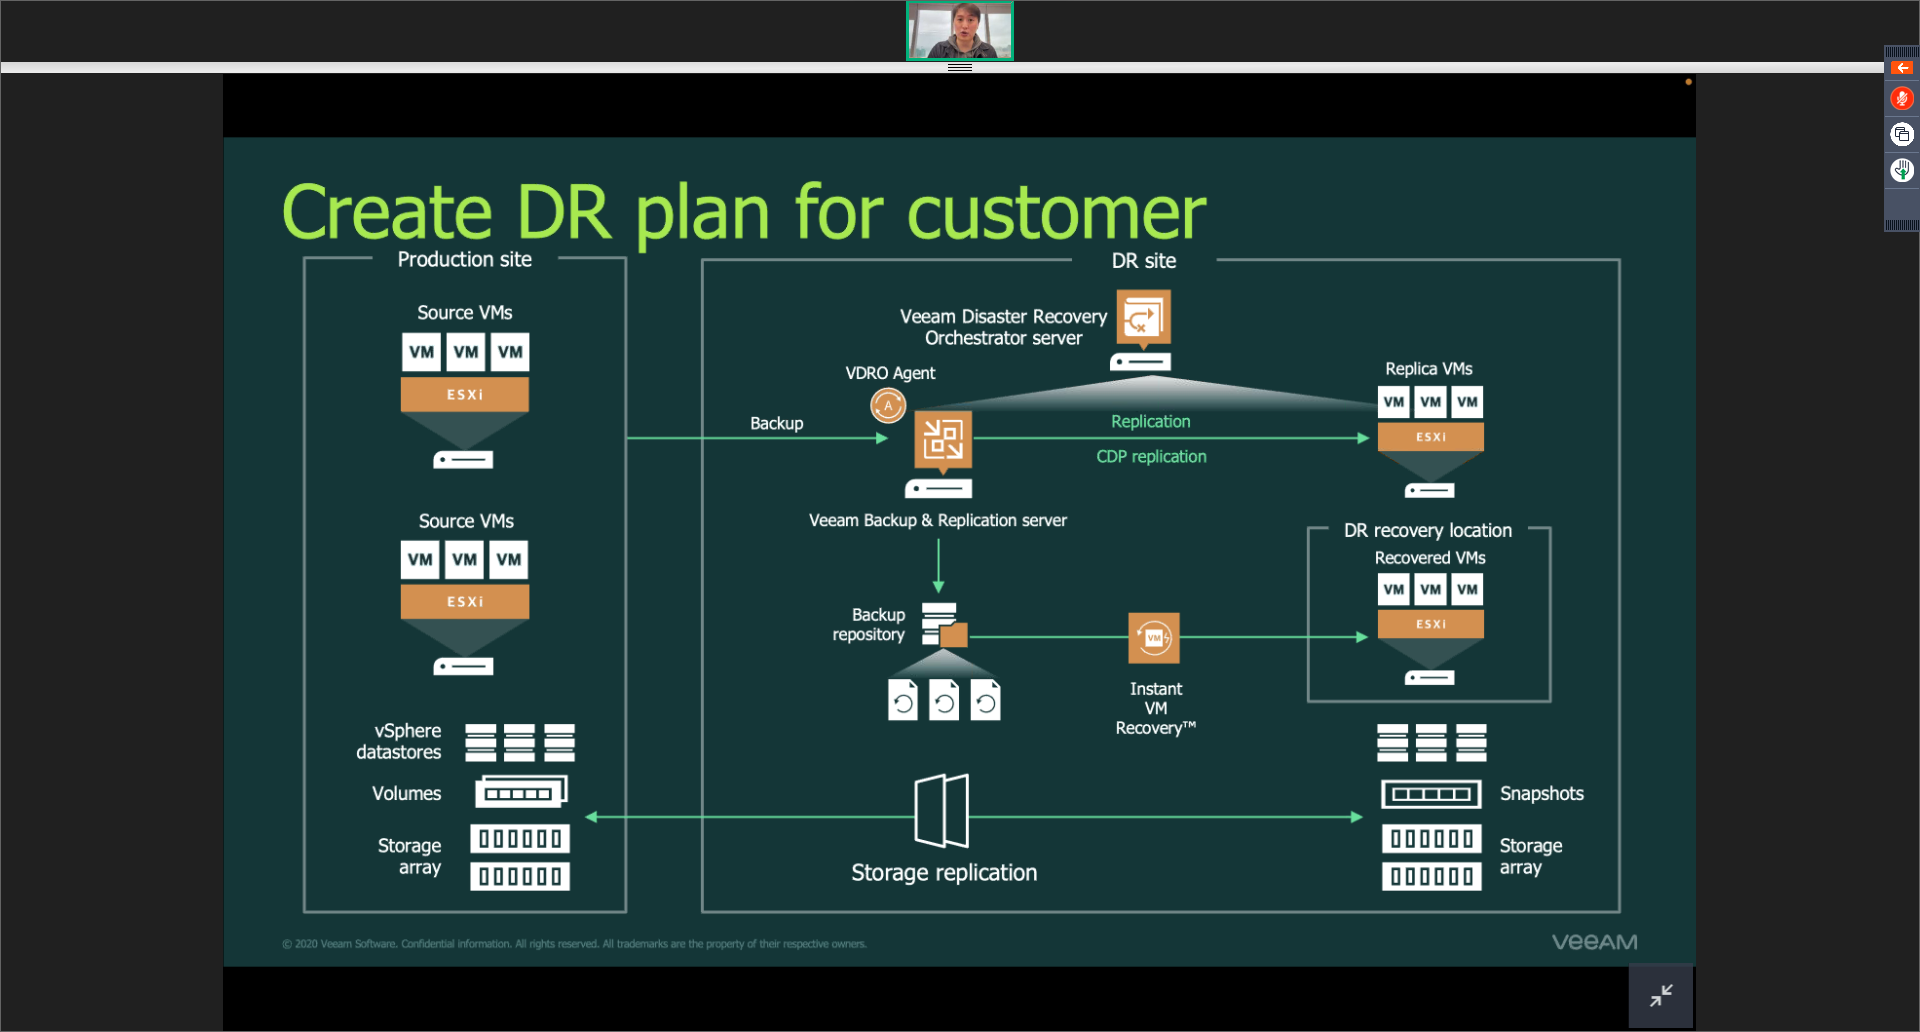 Create DR plan for customer
Production site
Source VMs
VM VM VM
ESXi
Source VMs
VM VM VM
ESXi
vSphere
datastores
Volumes
Storage
array
Backup
DR site
Veeam Disaster Recovery
Orchestrator server
VDRO Agent
A
Replication
CDP replication
Veeam Backup & Replication server
Backup
repository
VM
Instant
VM
Recovery™
Storage replication
Replica VMs
VM VM VM
ESXi
DR recovery location
Recovered VMs
VM VM VM
ESXi
Snapshots
Storage
array
© 2020 Veeam Software. Confidential information. All rights reserved. All trademarks are the property of their respective owners.
VEEAM